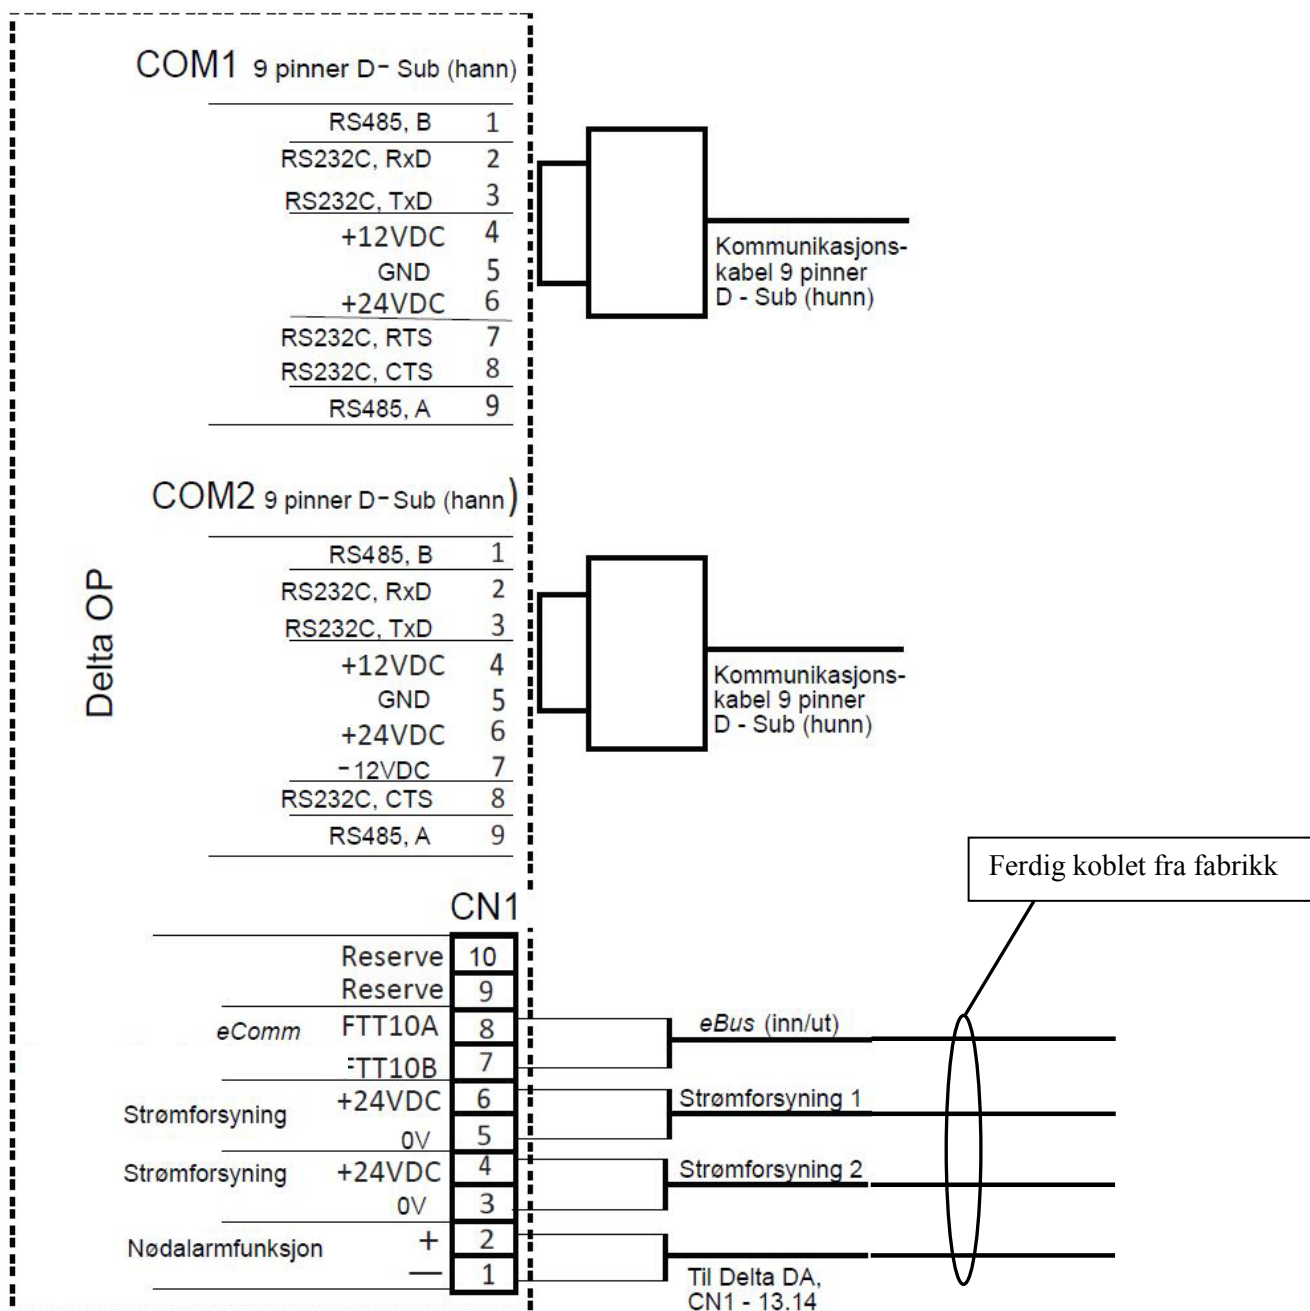 COM1 9 pinner D- Sub (hann)
RS485, B 1
RS232C, RxD 2
RS232C, TxD 3
+12VDC 4
GND 5
+24VDC 6
RS232C, RTS 7
RS232C, CTS 8
RS485, A 9
Kommunikasjons-
kabel 9 pinner
D - Sub (hunn)
COM2 9 pinner D- Sub (hann)
RS485, B 1
RS232C, RxD 2
RS232C, TxD 3
+12VDC 4
GND 5
+24VDC 6
-12VDC 7
RS232C, CTS 8
RS485, A 9
Kommunikasjons-
kabel 9 pinner
D - Sub (hunn)
Delta OP
Ferdig koblet fra fabrikk
CN1
Reserve 10
Reserve 9
eComm FTT10A 8
FTT10B 7
eBus (inn/ut)
Strømforsyning +24VDC 6
0V 5
Strømforsyning 1
Strømforsyning +24VDC 4
0V 3
Strømforsyning 2
Nødalarmfunksjon + 2
— 1
Til Delta DA,
CN1 - 13,14